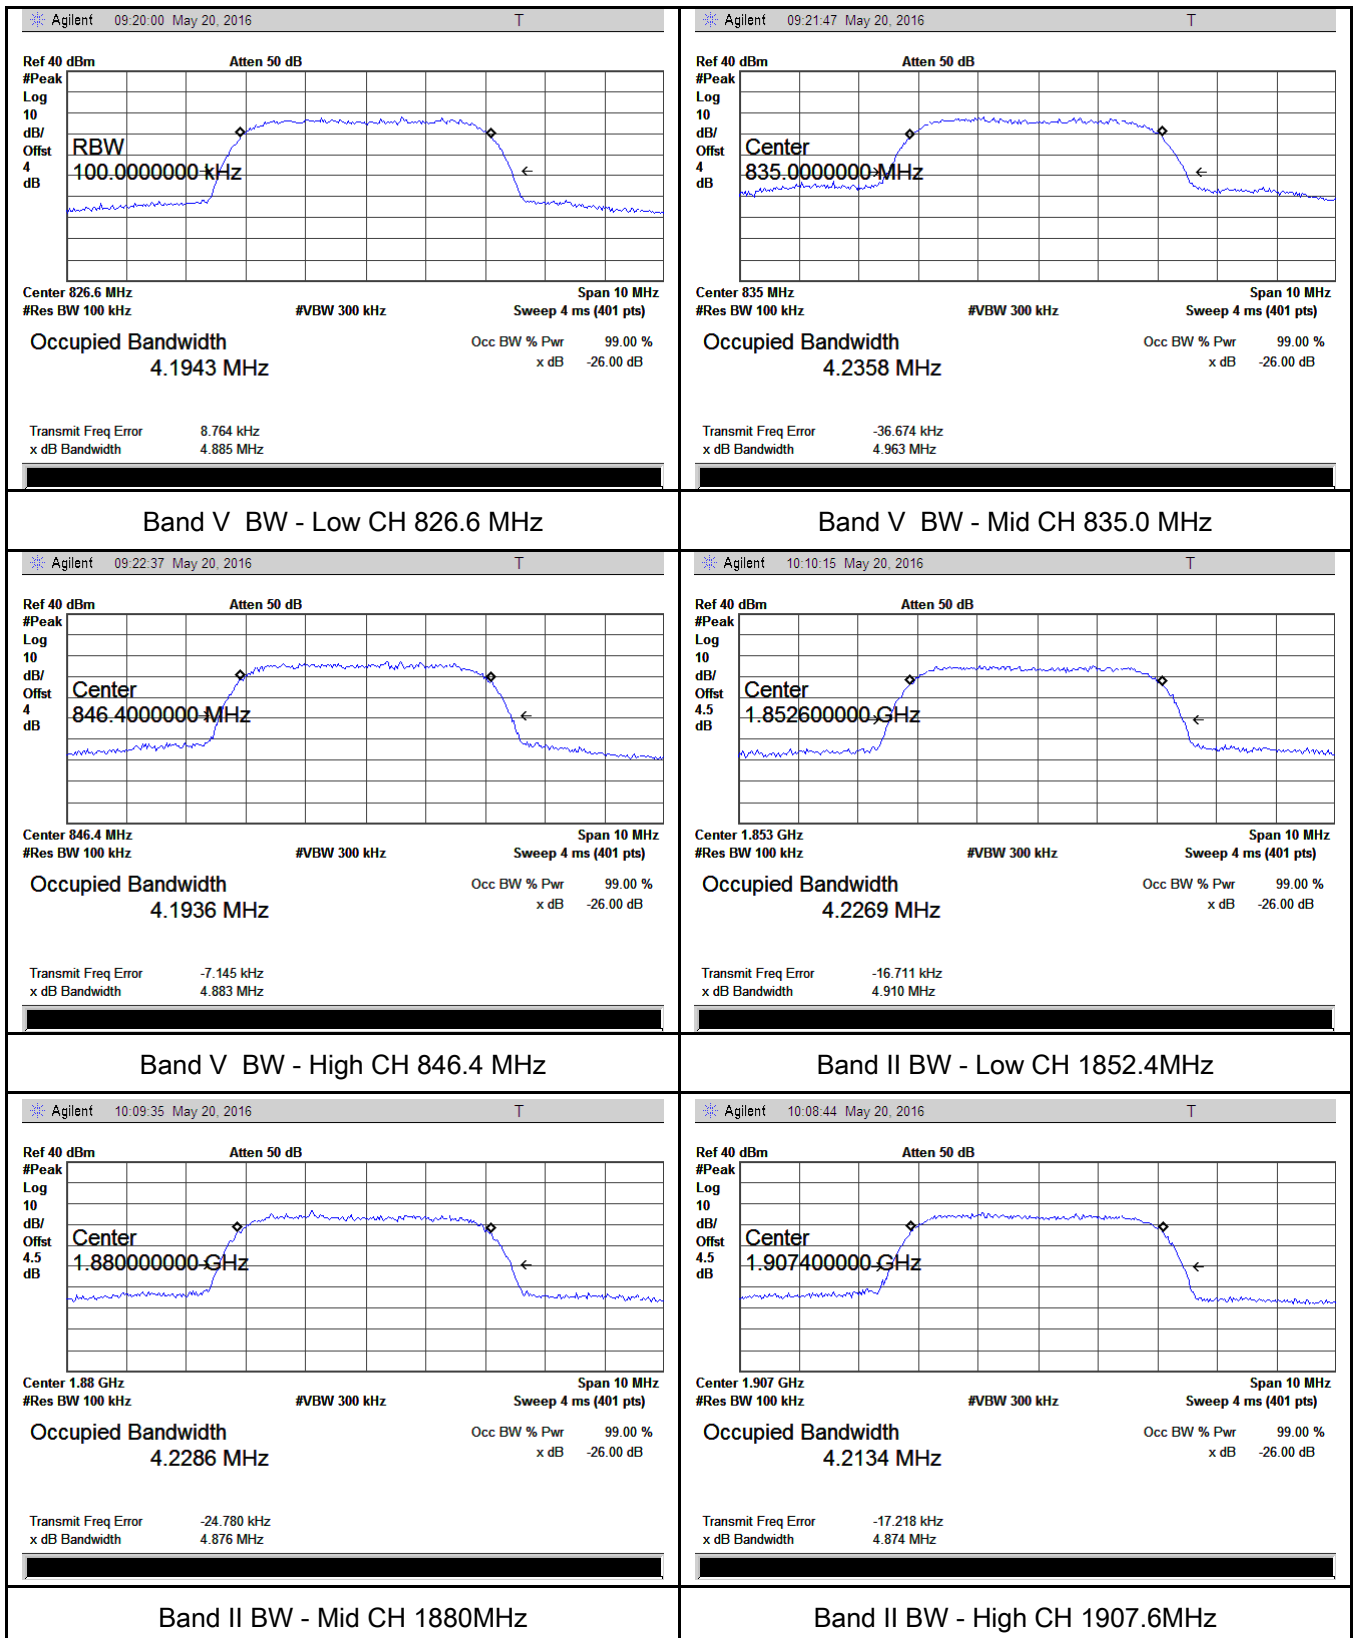 Agilent 09:20:00 May 20, 2016 T
Ref 40 dBm Atten 50 dB
#Peak
Log
10
dB/
Offst
4
dB
RBW
100.0000000 kHz
Center 826.6 MHz Span 10 MHz
#Res BW 100 kHz #VBW 300 kHz Sweep 4 ms (401 pts)
Occupied Bandwidth Occ BW % Pwr 99.00 %
4.1943 MHz x dB -26.00 dB
Transmit Freq Error 8.764 kHz
x dB Bandwidth 4.885 MHz
Band V BW - Low CH 826.6 MHz
Agilent 09:21:47 May 20, 2016 T
Ref 40 dBm Atten 50 dB
#Peak
Log
10
dB/
Offst
4
dB
Center
835.0000000 MHz
Center 835 MHz Span 10 MHz
#Res BW 100 kHz #VBW 300 kHz Sweep 4 ms (401 pts)
Occupied Bandwidth Occ BW % Pwr 99.00 %
4.2358 MHz x dB -26.00 dB
Transmit Freq Error -36.674 kHz
x dB Bandwidth 4.963 MHz
Band V BW - Mid CH 835.0 MHz
Agilent 09:22:37 May 20, 2016 T
Ref 40 dBm Atten 50 dB
#Peak
Log
10
dB/
Offst
4
dB
Center
846.4000000 MHz
Center 846.4 MHz Span 10 MHz
#Res BW 100 kHz #VBW 300 kHz Sweep 4 ms (401 pts)
Occupied Bandwidth Occ BW % Pwr 99.00 %
4.1936 MHz x dB -26.00 dB
Transmit Freq Error -7.145 kHz
x dB Bandwidth 4.883 MHz
Band V BW - High CH 846.4 MHz
Agilent 10:10:15 May 20, 2016 T
Ref 40 dBm Atten 50 dB
#Peak
Log
10
dB/
Offst
4.5
dB
Center
1.852600000 GHz
Center 1.853 GHz Span 10 MHz
#Res BW 100 kHz #VBW 300 kHz Sweep 4 ms (401 pts)
Occupied Bandwidth Occ BW % Pwr 99.00 %
4.2269 MHz x dB -26.00 dB
Transmit Freq Error -16.711 kHz
x dB Bandwidth 4.910 MHz
Band II BW - Low CH 1852.4MHz
Agilent 10:09:35 May 20, 2016 T
Ref 40 dBm Atten 50 dB
#Peak
Log
10
dB/
Offst
4.5
dB
Center
1.880000000 GHz
Center 1.88 GHz Span 10 MHz
#Res BW 100 kHz #VBW 300 kHz Sweep 4 ms (401 pts)
Occupied Bandwidth Occ BW % Pwr 99.00 %
4.2286 MHz x dB -26.00 dB
Transmit Freq Error -24.780 kHz
x dB Bandwidth 4.876 MHz
Band II BW - Mid CH 1880MHz
Agilent 10:08:44 May 20, 2016 T
Ref 40 dBm Atten 50 dB
#Peak
Log
10
dB/
Offst
4.5
dB
Center
1.907400000 GHz
Center 1.907 GHz Span 10 MHz
#Res BW 100 kHz #VBW 300 kHz Sweep 4 ms (401 pts)
Occupied Bandwidth Occ BW % Pwr 99.00 %
4.2134 MHz x dB -26.00 dB
Transmit Freq Error -17.218 kHz
x dB Bandwidth 4.874 MHz
Band II BW - High CH 1907.6MHz